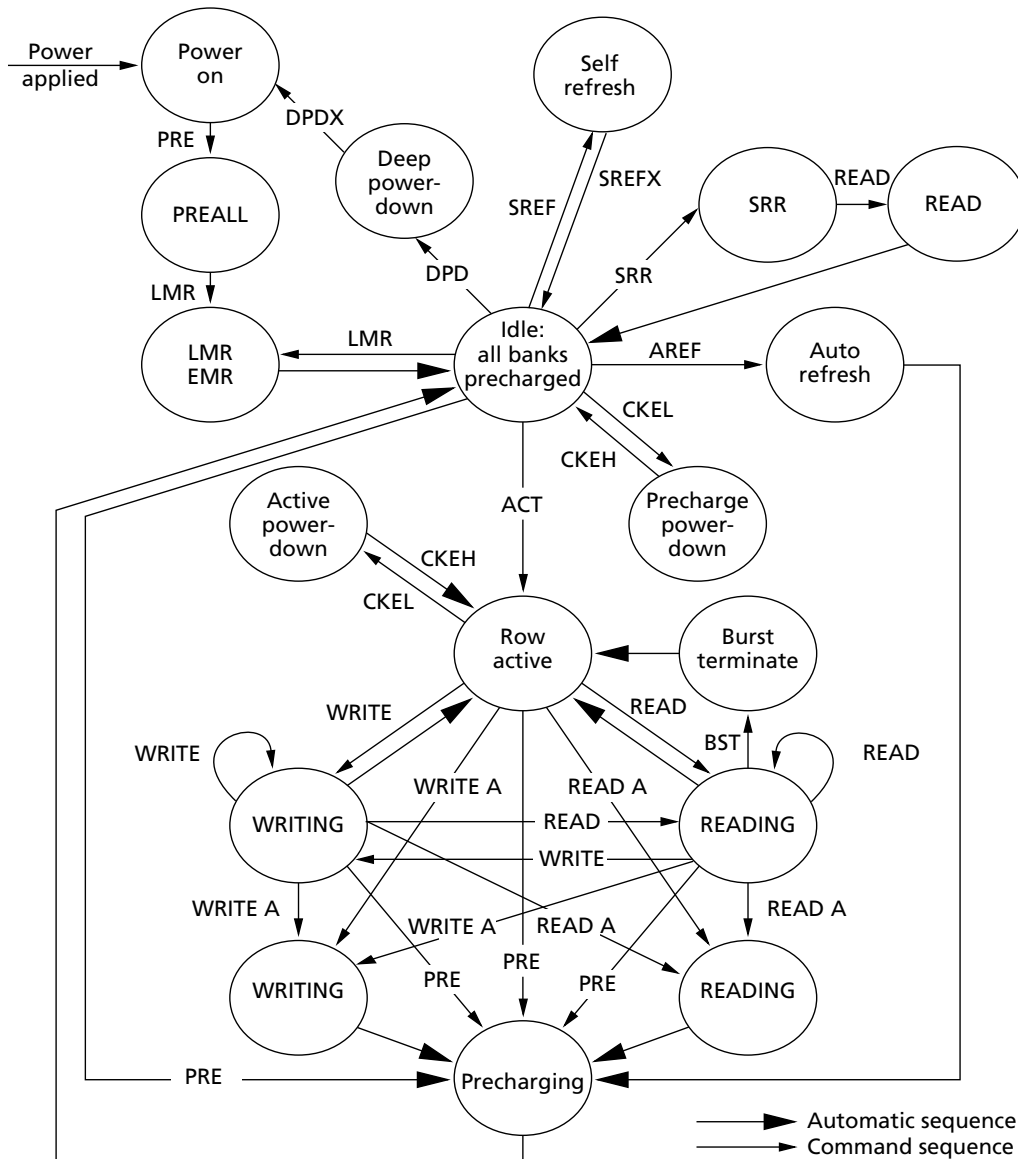 Power
applied
Power
on
Self
refresh
DPDX
PRE
Deep
power-
down
SREFX
READ
PREALL
SREF
SRR
READ
DPD
SRR
LMR
LMR
EMR
LMR
Idle:
all banks
precharged
AREF
Auto
refresh
CKEL
CKEH
Active
power-
down
ACT
Precharge
power-
down
CKEH
CKEL
Row
active
Burst
terminate
WRITE
READ
WRITE
BST
READ
WRITE A
READ A
WRITING
READ
READING
WRITE
WRITE A
WRITE A
READ A
READ A
PRE
PRE
PRE
WRITING
READING
PRE
Precharging
Automatic sequence
Command sequence